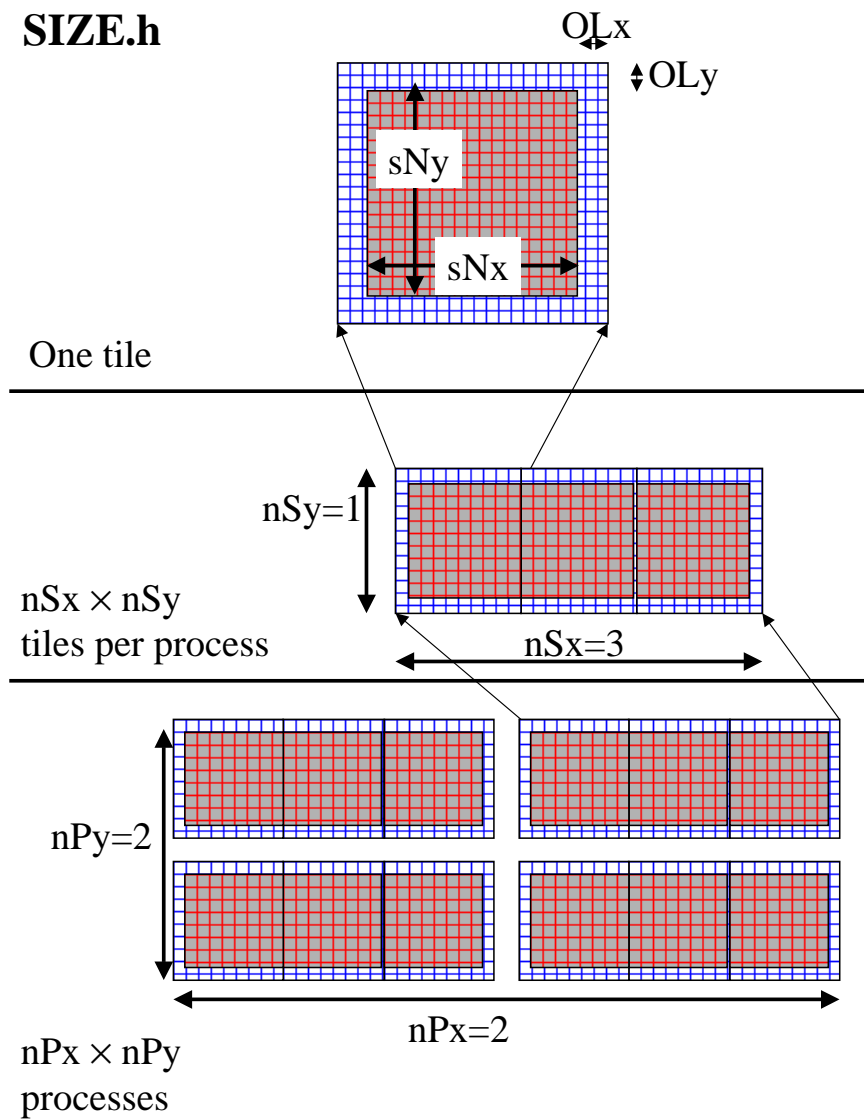 SIZE.h
OLx
OLy
sNy
sNx
One tile
nSy=1
nSx × nSy
tiles per process
nSx=3
nPy=2
nPx=2
nPx × nPy
processes